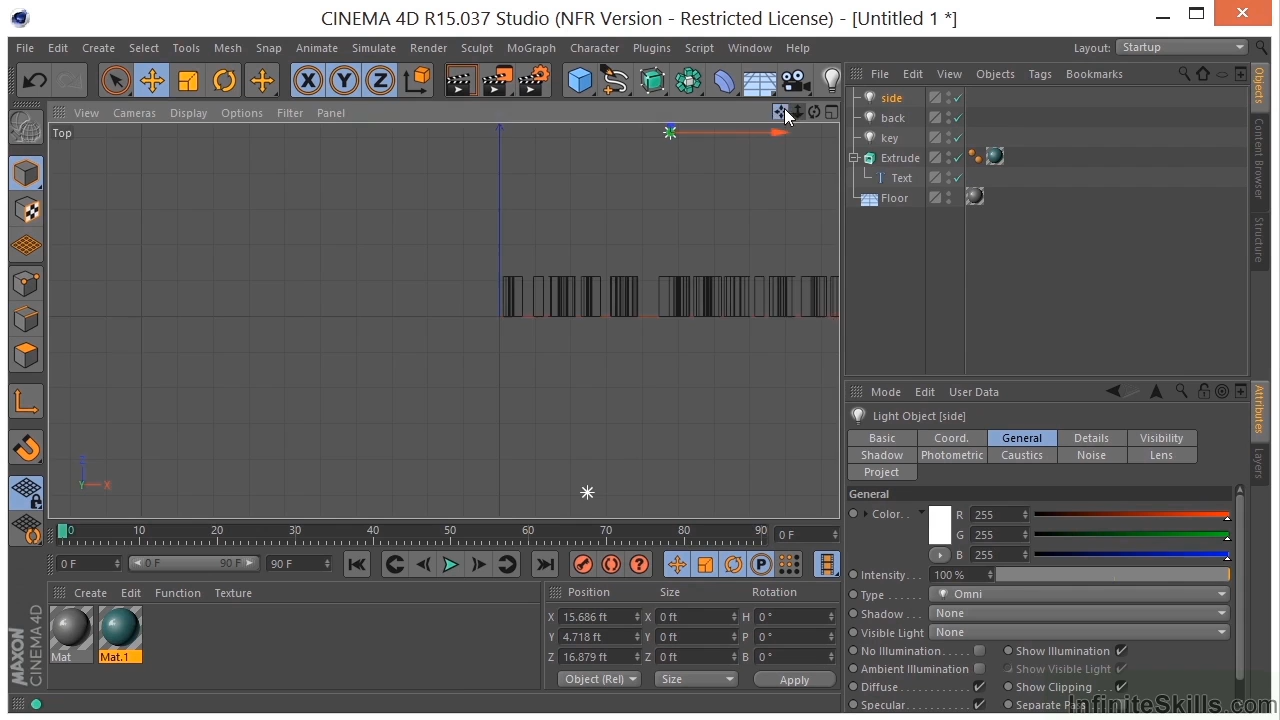 CINEMA 4D R15.037 Studio (NFR Version - Restricted License) - [Untitled 1 *]
File Edit Create Select Tools Mesh Snap Animate Simulate Render Sculpt MoGraph Character Plugins Script Window Help
Layout: Startup
X Y Z
View Cameras Display Options Filter Panel
File Edit View Objects Tags Bookmarks
Top
side
back
key
Extrude
Text
Floor
Objects
Content Browser
Structure
Z
Y X
0 10 20 30 40 50 60 70 80 90 0 F
0 F 0 F 90 F 90 F
P
Create Edit Function Texture
Mat
Mat.1
MAXON
CINEMA 4D
Position Size Rotation
X 15.686 ft X 0 ft H 0 °
Y 4.718 ft Y 0 ft P 0 °
Z 16.879 ft Z 0 ft B 0 °
Object (Rel) Size Apply
Mode Edit User Data
Light Object [side]
Basic Coord. General Details Visibility
Shadow Photometric Caustics Noise Lens
Project
General
Color. . R 255
G 255
B 255
Intensity. . . 100 %
Type . . . . . Omni
Shadow . . . None
Visible Light . None
No Illumination. . . . Show Illumination
Ambient Illumination Show Visible Light
Diffuse . . . . . . . . . Show Clipping . . .
Specular. . . . . . . . Separate Pass
Attributes
Layers
InfiniteSkills.com